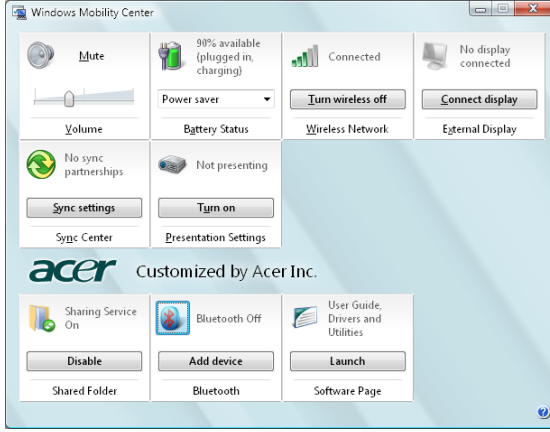 Windows Mobility Center
Mute
Volume
90% available
(plugged in,
charging)
Power saver
Battery Status
Connected
Turn wireless off
Wireless Network
No display
connected
Connect display
External Display
No sync
partnerships
Sync settings
Sync Center
Not presenting
Turn on
Presentation Settings
acer Customized by Acer Inc.
Sharing Service
On
Disable
Shared Folder
Bluetooth Off
Add device
Bluetooth
User Guide,
Drivers and
Utilities
Launch
Software Page